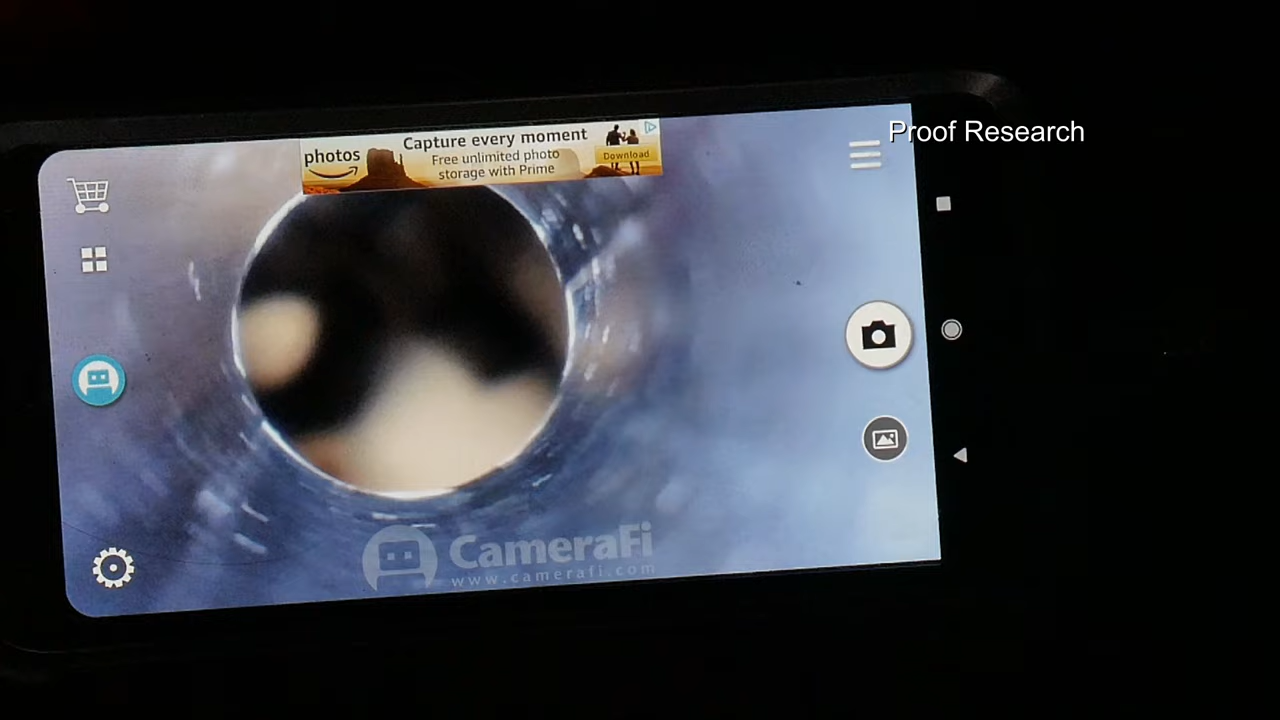 Proof Research
photos
Capture every moment
Free unlimited photo
storage with Prime
Download
CameraFi
www.camerafi.com